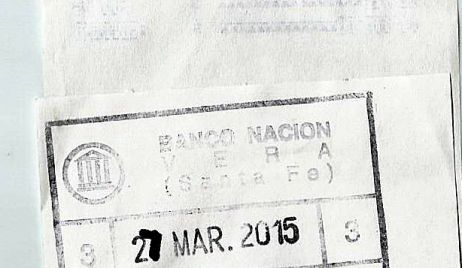 BANCO NACION
V E R A
(Santa Fe)
3 27 MAR. 2015 3